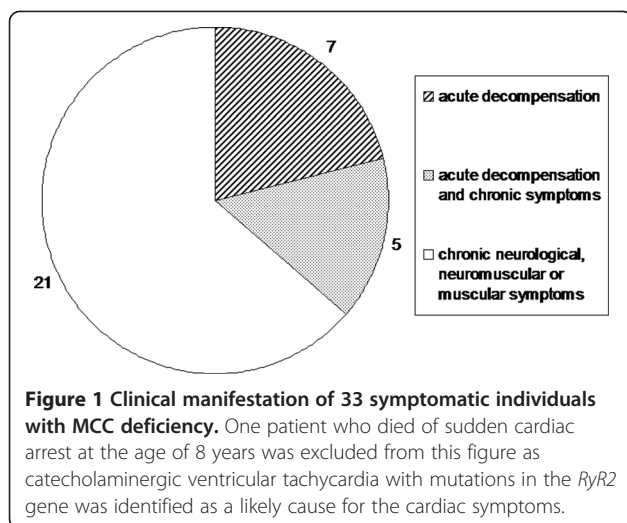 7
5
21
acute decompensation
acute decompensation
and chronic symptoms
chronic neurological,
neuromuscular or
muscular symptoms
Figure 1 Clinical manifestation of 33 symptomatic individuals
with MCC deficiency. One patient who died of sudden cardiac
arrest at the age of 8 years was excluded from this figure as
catecholaminergic ventricular tachycardia with mutations in the RyR2
gene was identified as a likely cause for the cardiac symptoms.